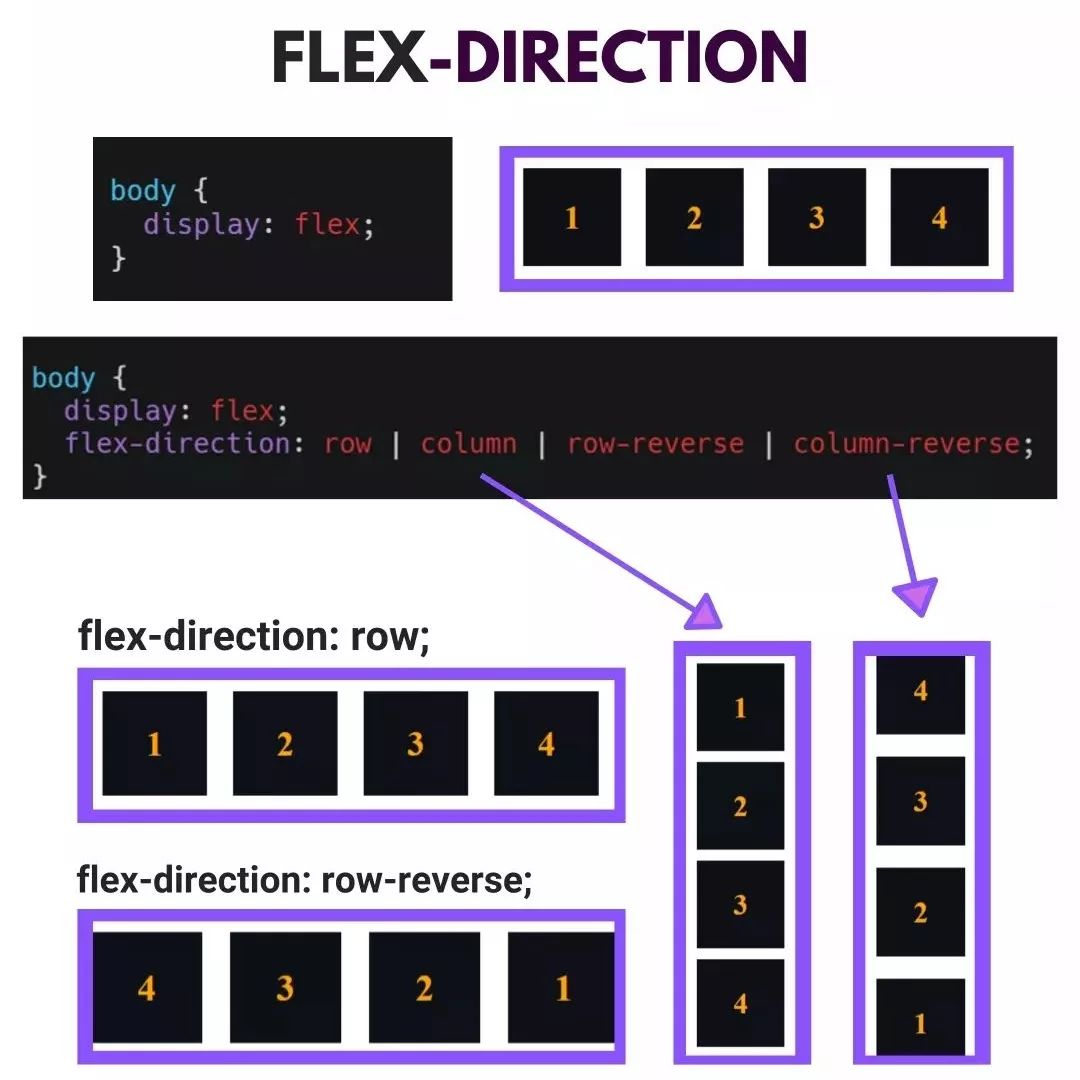 FLEX-DIRECTION
body {
display: flex;
}
1 2 3 4
body {
display: flex;
flex-direction: row | column | row-reverse | column-reverse;
}
flex-direction: row;
1 2 3 4
flex-direction: row-reverse;
4 3 2 1
1
2
3
4
4
3
2
1